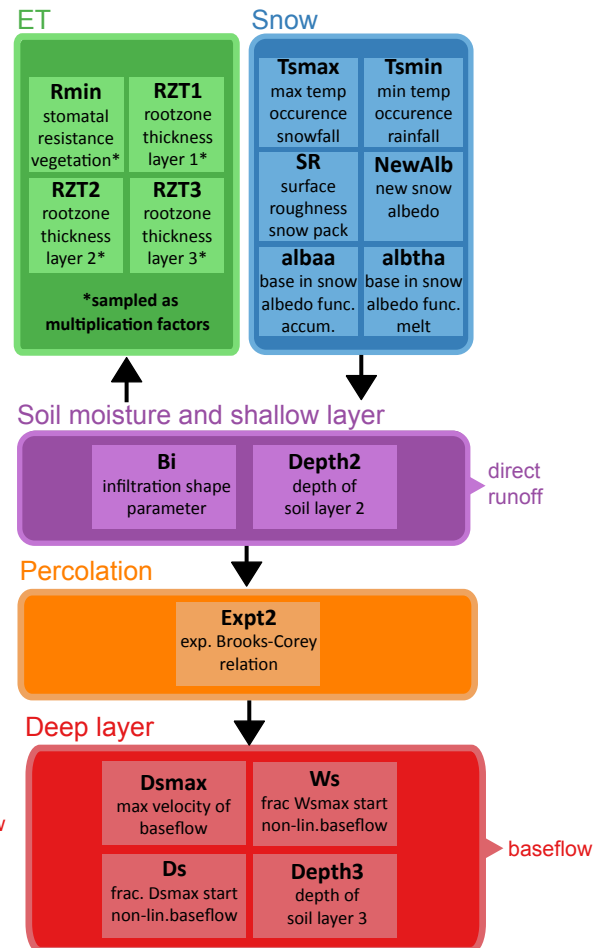 ET
Rmin
stomatal
resistance
vegetation*
RZT1
rootzone
thickness
layer 1*
RZT2
rootzone
thickness
layer 2*
RZT3
rootzone
thickness
layer 3*
*sampled as
multiplication factors
Snow
Tsmax
max temp
occurence
snowfall
Tsmin
min temp
occurence
rainfall
SR
surface
roughness
snow pack
NewAlb
new snow
albedo
albaa
base in snow
albedo func.
accum.
albtha
base in snow
albedo func.
melt
Soil moisture and shallow layer
Bi
infiltration shape
parameter
Depth2
depth of
soil layer 2
direct
runoff
Percolation
Expt2
exp. Brooks-Corey
relation
Deep layer
Dsmax
max velocity of
baseflow
Ws
frac Wsmax start
non-lin.baseflow
Ds
frac. Dsmax start
non-lin.baseflow
Depth3
depth of
soil layer 3
baseflow